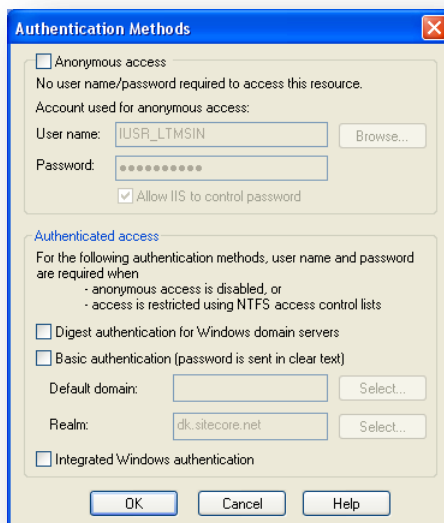 Authentication Methods
Anonymous access
No user name/password required to access this resource.
Account used for anonymous access:
User name: IUSR_LTMSIN Browse...
Password: ●●●●●●●●●●
Allow IIS to control password
Authenticated access
For the following authentication methods, user name and password
are required when
- anonymous access is disabled, or
- access is restricted using NTFS access control lists
Digest authentication for Windows domain servers
Basic authentication (password is sent in clear text)
Default domain: Select...
Realm: dk.sitecore.net Select...
Integrated Windows authentication
OK Cancel Help